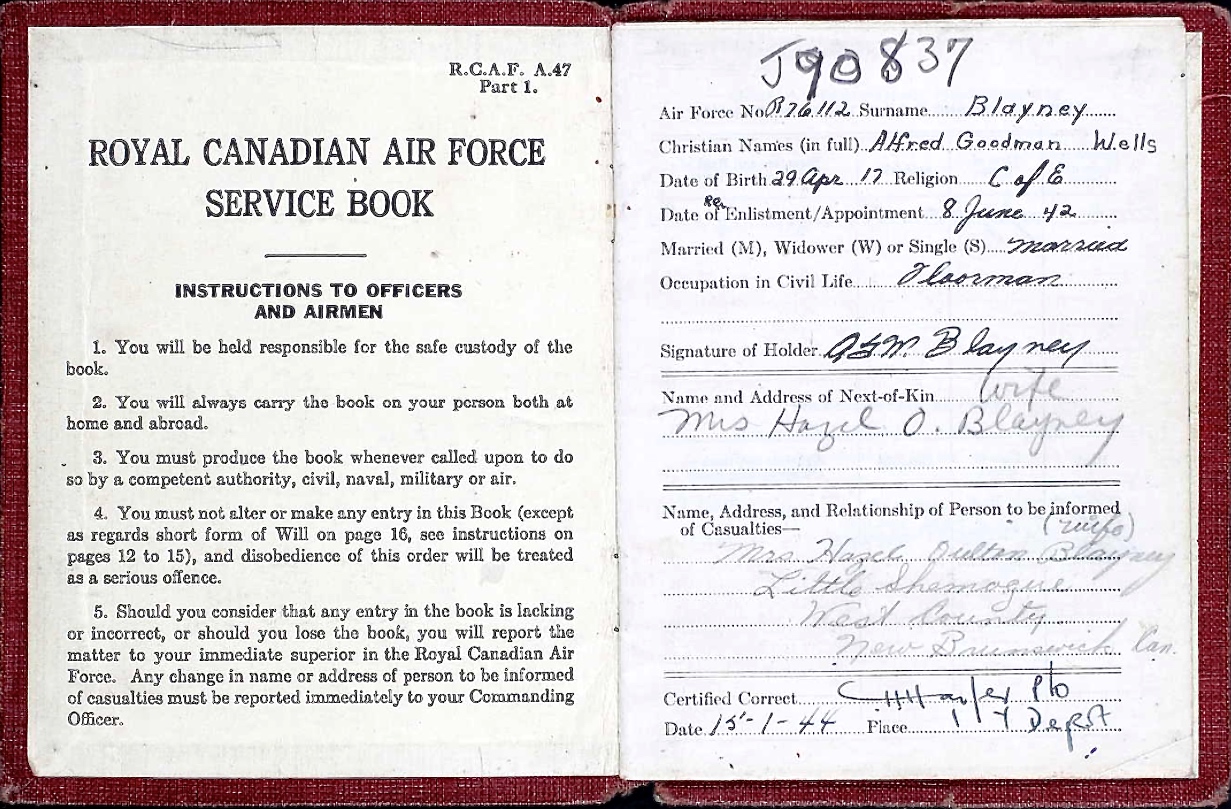 R.C.A.F. A.47
Part 1.
ROYAL CANADIAN AIR FORCE
SERVICE BOOK
INSTRUCTIONS TO OFFICERS
AND AIRMEN
1. You will be held responsible for the safe custody of the
book.
2. You will always carry the book on your person both at
home and abroad.
3. You must produce the book whenever called upon to do
so by a competent authority, civil, naval, military or air.
4. You must not alter or make any entry in this Book (except
as regards short form of Will on page 16, see instructions on
pages 12 to 15), and disobedience of this order will be treated
as a serious offence.
5. Should you consider that any entry in the book is lacking
or incorrect, or should you lose the book, you will report the
matter to your immediate superior in the Royal Canadian Air
Force. Any change in name or address of person to be informed
of casualties must be reported immediately to your Commanding
Officer.
J90837
Air Force No R76112 Surname Blayney
Christian Names (in full) Alfred Goodman Wells
Date of Birth 29 Apr 17 Religion C of E
Date of Re Enlistment/Appointment 8 June 42
Married (M), Widower (W) or Single (S) married
Occupation in Civil Life Floorman
Signature of Holder A G W. Blayney
Name and Address of Next-of-Kin wife
Mrs Hazel O. Blayney
Name, Address, and Relationship of Person to be informed
of Casualties— (wife)
Mrs Hazel Oulton Blayney
Little Shemogue
West County
New Brunswick Can.
Certified Correct P/O
Date 15-1-44 Place Depot